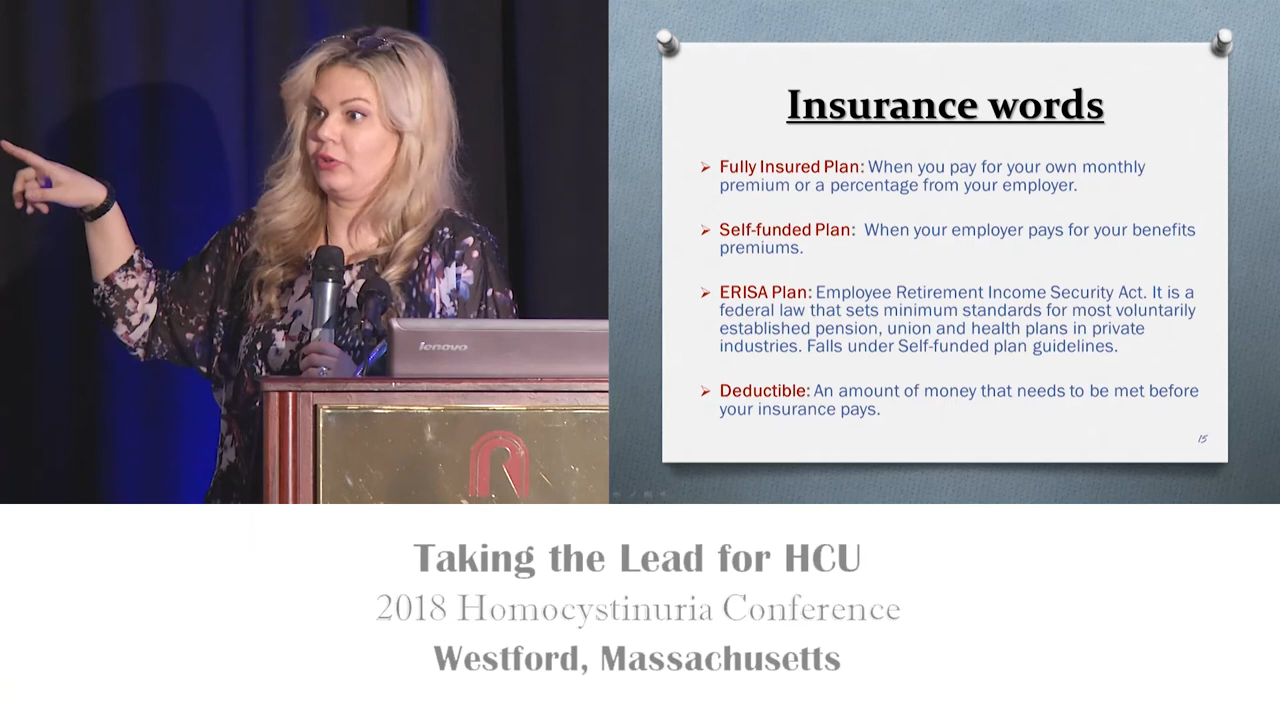 lenovo
Insurance words
➢ Fully Insured Plan: When you pay for your own monthly
premium or a percentage from your employer.
➢ Self-funded Plan: When your employer pays for your benefits
premiums.
➢ ERISA Plan: Employee Retirement Income Security Act. It is a
federal law that sets minimum standards for most voluntarily
established pension, union and health plans in private
industries. Falls under Self-funded plan guidelines.
➢ Deductible: An amount of money that needs to be met before
your insurance pays.
15
Taking the Lead for HCU
2018 Homocystinuria Conference
Westford, Massachusetts